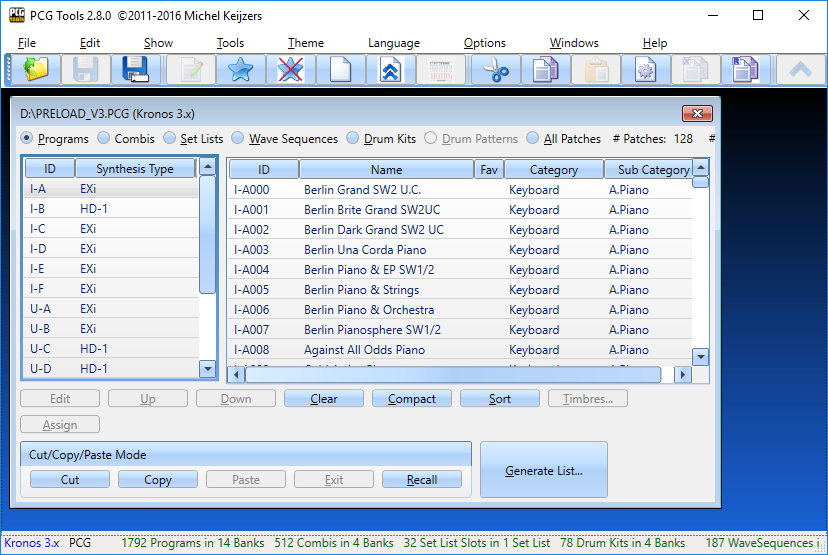 PCG Tools 2.8.0 ©2011-2016 Michel Keijzers
File Edit Show Tools Theme Language Options Windows Help
D:\PRELOAD_V3.PCG (Kronos 3.x)
Programs Combis Set Lists Wave Sequences Drum Kits Drum Patterns All Patches # Patches: 128 #
ID Synthesis Type ID Name Fav Category Sub Category
I-A EXi I-A000 Berlin Grand SW2 U.C. Keyboard A.Piano
I-B HD-1 I-A001 Berlin Brite Grand SW2UC Keyboard A.Piano
I-C EXi I-A002 Berlin Dark Grand SW2 UC Keyboard A.Piano
I-D EXi I-A003 Berlin Una Corda Piano Keyboard A.Piano
I-E EXi I-A004 Berlin Piano & EP SW1/2 Keyboard A.Piano
I-F EXi I-A005 Berlin Piano & Strings Keyboard A.Piano
U-A EXi I-A006 Berlin Piano & Orchestra Keyboard A.Piano
U-B EXi I-A007 Berlin Pianosphere SW1/2 Keyboard A.Piano
U-C HD-1 I-A008 Against All Odds Piano Keyboard A.Piano
U-D HD-1
Edit Up Down Clear Compact Sort Timbres...
Assign
Cut/Copy/Paste Mode
Cut Copy Paste Exit Recall Generate List...
Kronos 3.x PCG 1792 Programs in 14 Banks 512 Combis in 4 Banks 32 Set List Slots in 1 Set List 78 Drum Kits in 4 Banks 187 WaveSequences i